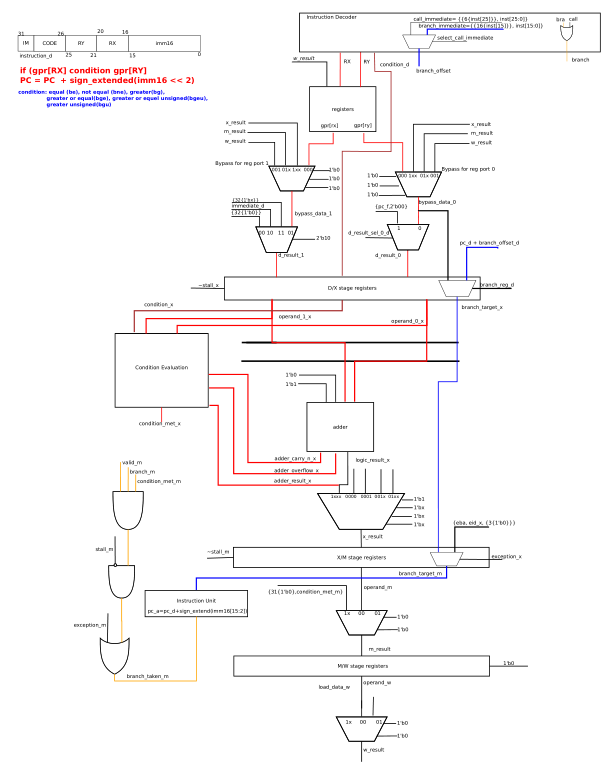 31 26 20 16
IM CODE RY RX imm16
instruction_d 25 21 15 0
if (gpr[RX] condition gpr[RY]
PC = PC + sign_extended(imm16 << 2)
condition: equal (be), not equal (bne), greater(bg),
greater or equal(bge), greater or equal unsigned(bgeu),
greater unsigned(bgu)
Instruction Decoder
call_immediate= {{6{inst[25]}}, inst[25:0]}
branch_immediate={{16{inst[15]}}, inst[15:0]}
select_call_immediate
bra call
branch
branch_offset
w_result
RX
RY
condition_d
registers
gpr[rx] gpr[ry]
x_result
m_result
w_result
x_result
m_result
w_result
Bypass for reg port 1
001 01x 1xx 000
1'b0
1'b0
1'b0
Bypass for reg port 0
000 1xx 01x 001
1'b0
1'b0
1'b0
{32{1'bx}}
immediate_d
{32{1'b0}}
bypass_data_1
00 10 11 01
2'b10
d_result_1
{pc_f,2'b00}
bypass_data_0
1 0
d_result_sel_0_d
d_result_0
pc_d + branch_offset_d
~stall_x
D/X stage registers
branch_reg_d
branch_target_x
condition_x
operand_1_x
operand_0_x
Condition Evaluation
condition_met_x
1'b0
1'b1
adder
adder_carry_n_x
adder_overflow_x
adder_result_x
logic_result_x
1xxx 0000 0001 001x 01xx
1'b1
1'bx
1'bx
1'bx
x_result
valid_m
branch_m
condition_met_m
stall_m
exception_m
branch_taken_m
{eba, eid_x, {3{1'b0}}}
~stall_m
X/M stage registers
exception_x
branch_target_m
Instruction Unit
pc_a=pc_d+sign_extend(imm16[15:2])
operand_m
{31{1'b0},condition_met_m}
1x 00 01
1'b0
1'b0
m_result
M/W stage registers
1'b0
load_data_w
operand_w
1x 00 01
1'b0
1'b0
w_result